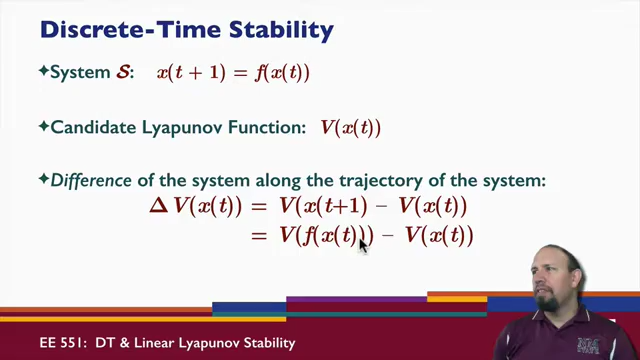 Discrete-Time Stability
✦System 𝓢: x(t + 1) = f(x(t))
✦Candidate Lyapunov Function: V(x(t))
✦Difference of the system along the trajectory of the system:
Δ V(x(t)) = V(x(t+1) − V(x(t))
= V(f(x(t))) − V(x(t))
EE 551: DT & Linear Lyapunov Stability